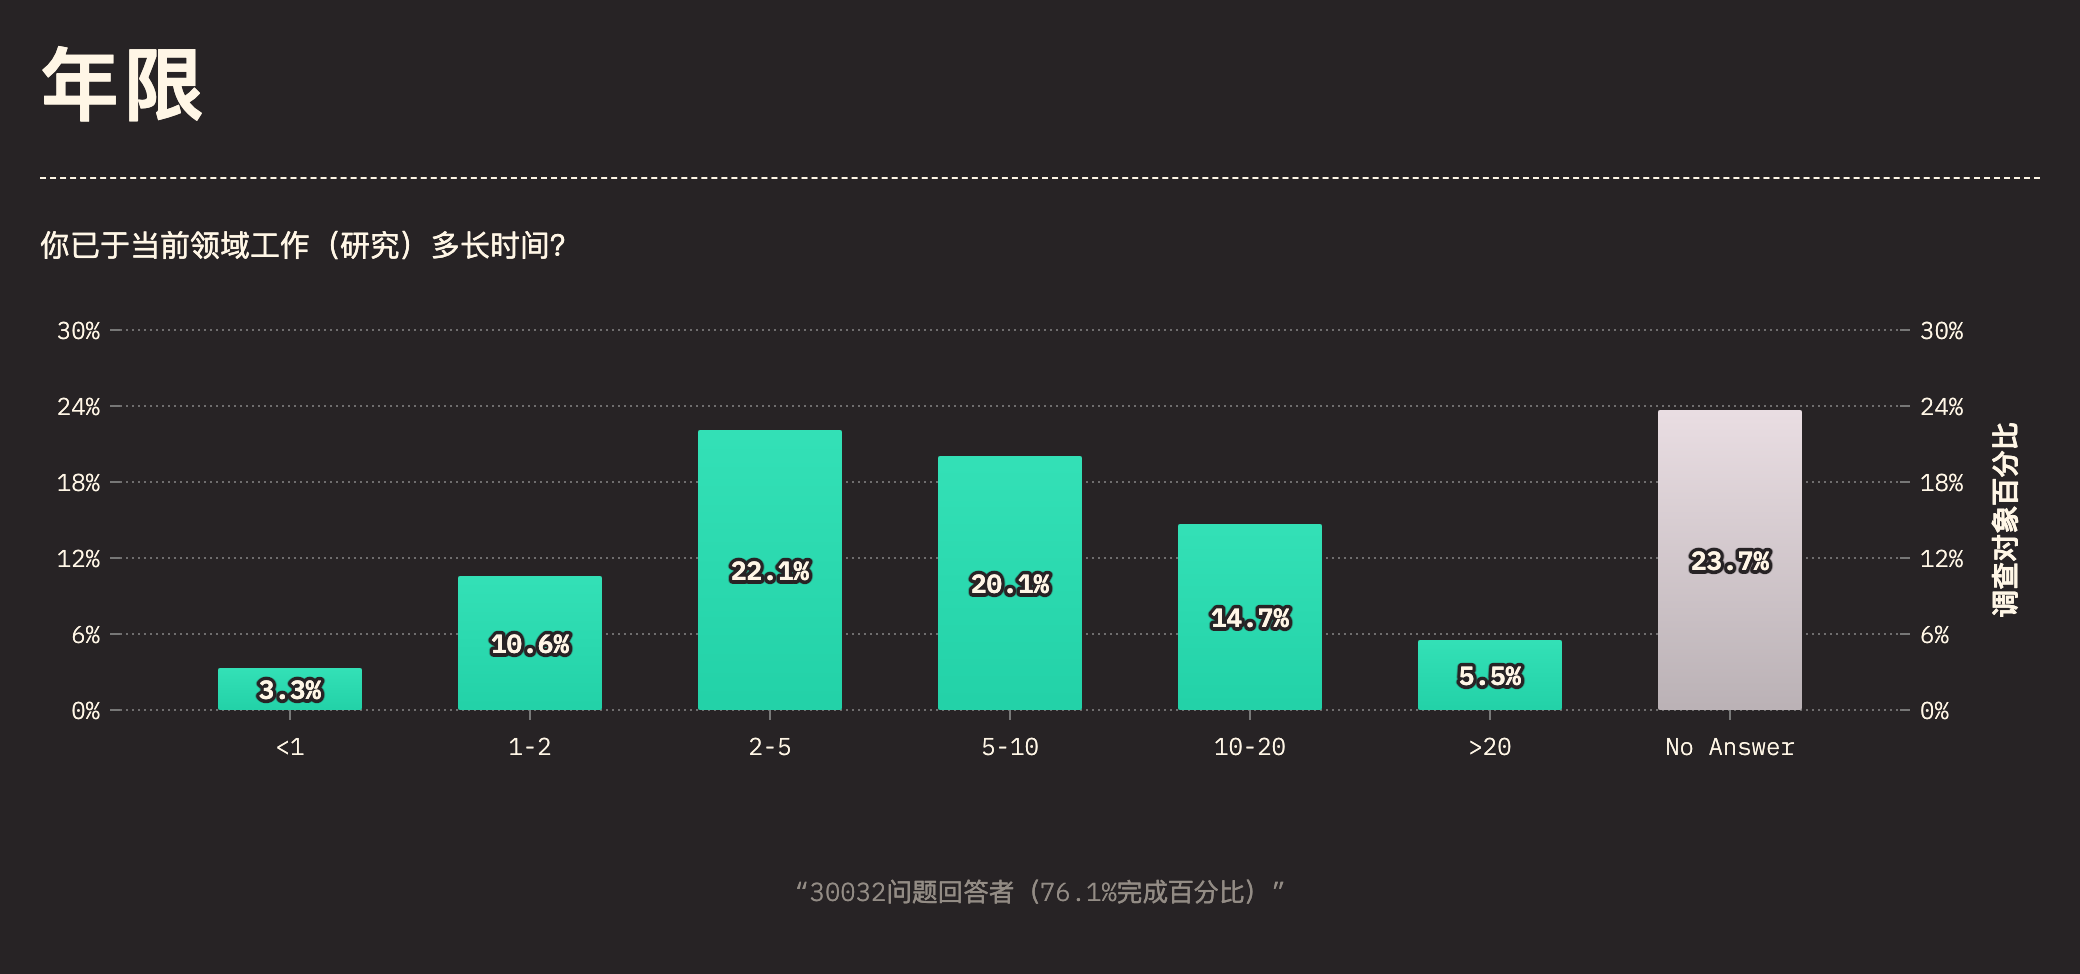 年限
你已于当前领域工作（研究）多长时间?
30% 30%
24% 24%
18% 18%
12% 12%
6% 6%
0% 0%
调查对象百分比
3.3% 10.6% 22.1% 20.1% 14.7% 5.5% 23.7%
<1 1-2 2-5 5-10 10-20 >20 No Answer
“30032问题回答者（76.1%完成百分比）”